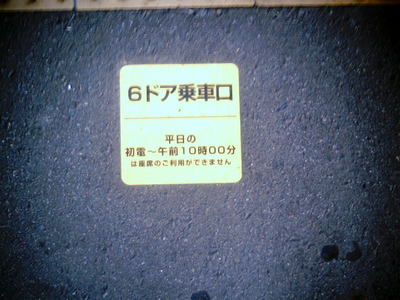 6ドア乗車口
平日の
初電～午前10時00分
は座席のご利用ができません